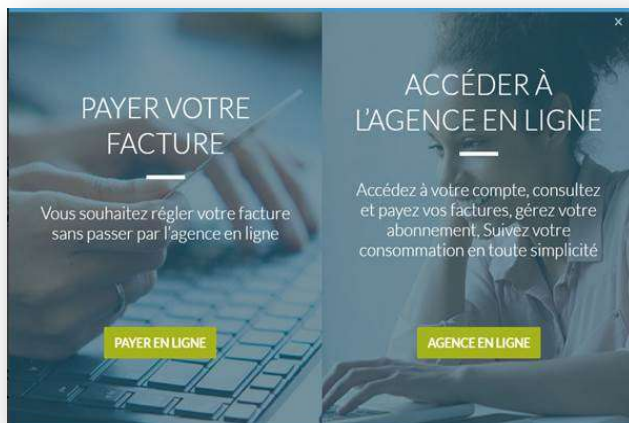 PAYER VOTRE
FACTURE
Vous souhaitez régler votre facture
sans passer par l'agence en ligne
PAYER EN LIGNE
x
ACCÉDER À
L'AGENCE EN LIGNE
Accédez à votre compte, consultez
et payez vos factures, gérez votre
abonnement, Suivez votre
consommation en toute simplicité
AGENCE EN LIGNE